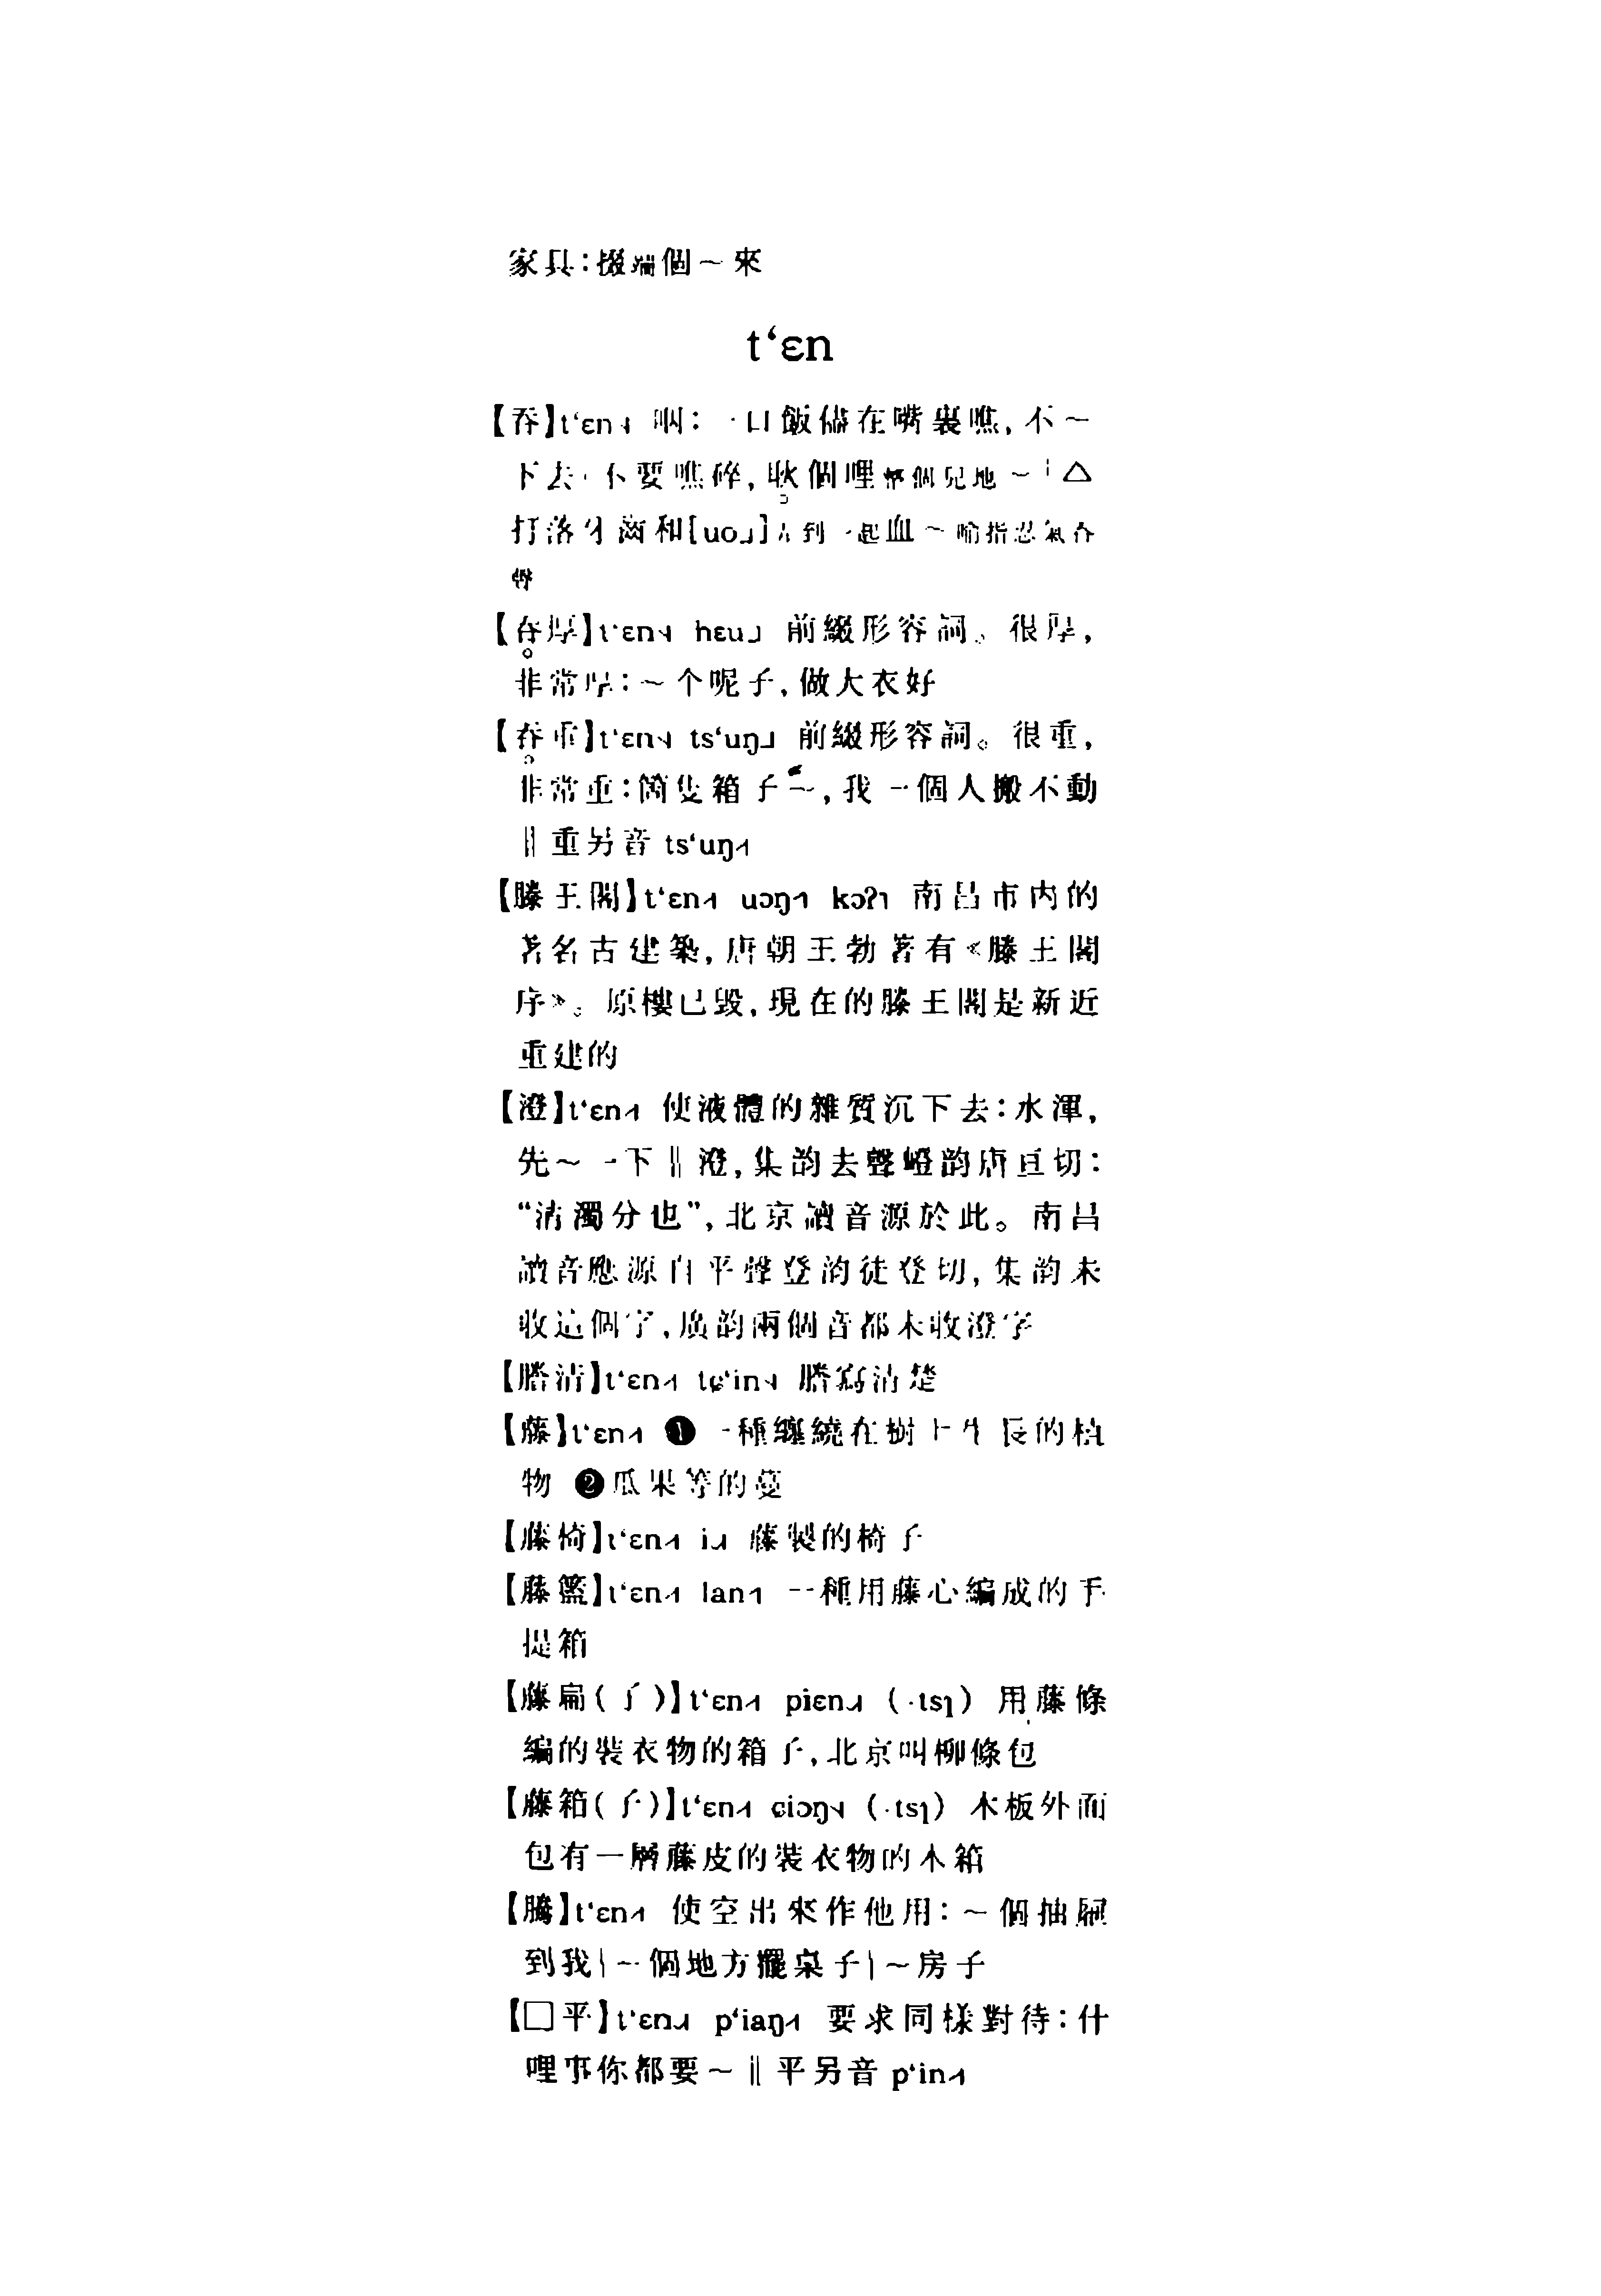 家具：掇端個～來
t‘ɛn
【吞】t‘ɛn˧ 咽：一口飯儘在嘴裏噍，不～
下去｜不要噍碎，歇個哩整個兒地～｜△
打落牙齒和[uo˩]達到一起血～喻指忍氣吞
聲
【吞厚】t‘ɛn˧ hɛu˩ 前綴形容詞。很厚，
非常厚：～个呢子，做大衣好
【吞重】t‘ɛn˧ ts‘uŋ˩ 前綴形容詞。很重，
非常重：箇隻箱子～，我一個人搬不動
‖重另音 ts‘uŋ˧
【滕王閣】t‘ɛn˧ uɔŋ˧ kɔʔ˥ 南昌市内的
著名古建築，唐朝王勃著有《滕王閣
序》。原樓已毀，現在的滕王閣是新近
重建的
【澄】t‘ɛn˧ 使液體的雜質沉下去：水渾，
先～一下‖澄，集韵去聲嶝韵唐亘切：
“清濁分也”，北京讀音源於此。南昌
讀音應源自平聲登韵徒登切，集韵未
收這個字，廣韵兩個音都未收澄字
【謄清】t‘ɛn˧ tɕ‘in˧ 謄寫清楚
【藤】t‘ɛn˧ ❶一種纏繞在樹上生長的植
物 ❷瓜果等的蔓
【藤椅】t‘ɛn˧ i˩ 藤製的椅子
【藤籃】t‘ɛn˧ lan˧ 一種用藤心編成的手
提箱
【藤扁(子)】t‘ɛn˧ piɛn˩ (·tsɿ) 用藤條
編的裝衣物的箱子，北京叫柳條包
【藤箱(子)】t‘ɛn˧ ɕiɔŋ˧ (·tsɿ) 木板外面
包有一層藤皮的裝衣物的木箱
【騰】t‘ɛn˧ 使空出來作他用：～個抽屜
到我｜～個地方擺桌子｜～房子
【□平】t‘ɛn˩ p‘iaŋ˧ 要求同樣對待：什
哩事你都要～‖平另音 p‘in˧